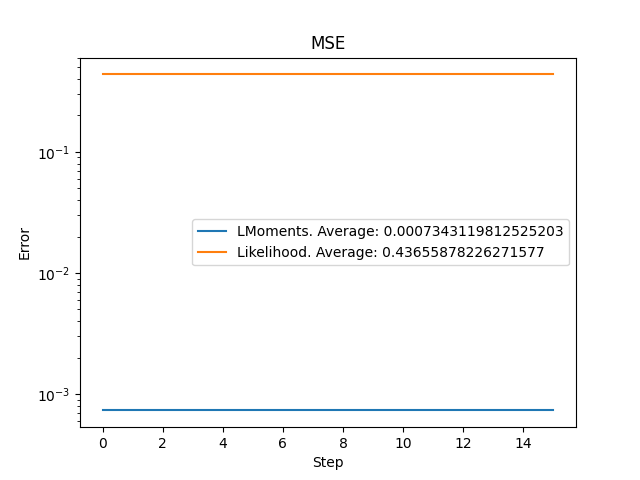 MSE
Error
10⁻¹
10⁻²
10⁻³
LMoments. Average: 0.0007343119812525203
Likelihood. Average: 0.43655878226271577
0 2 4 6 8 10 12 14
Step